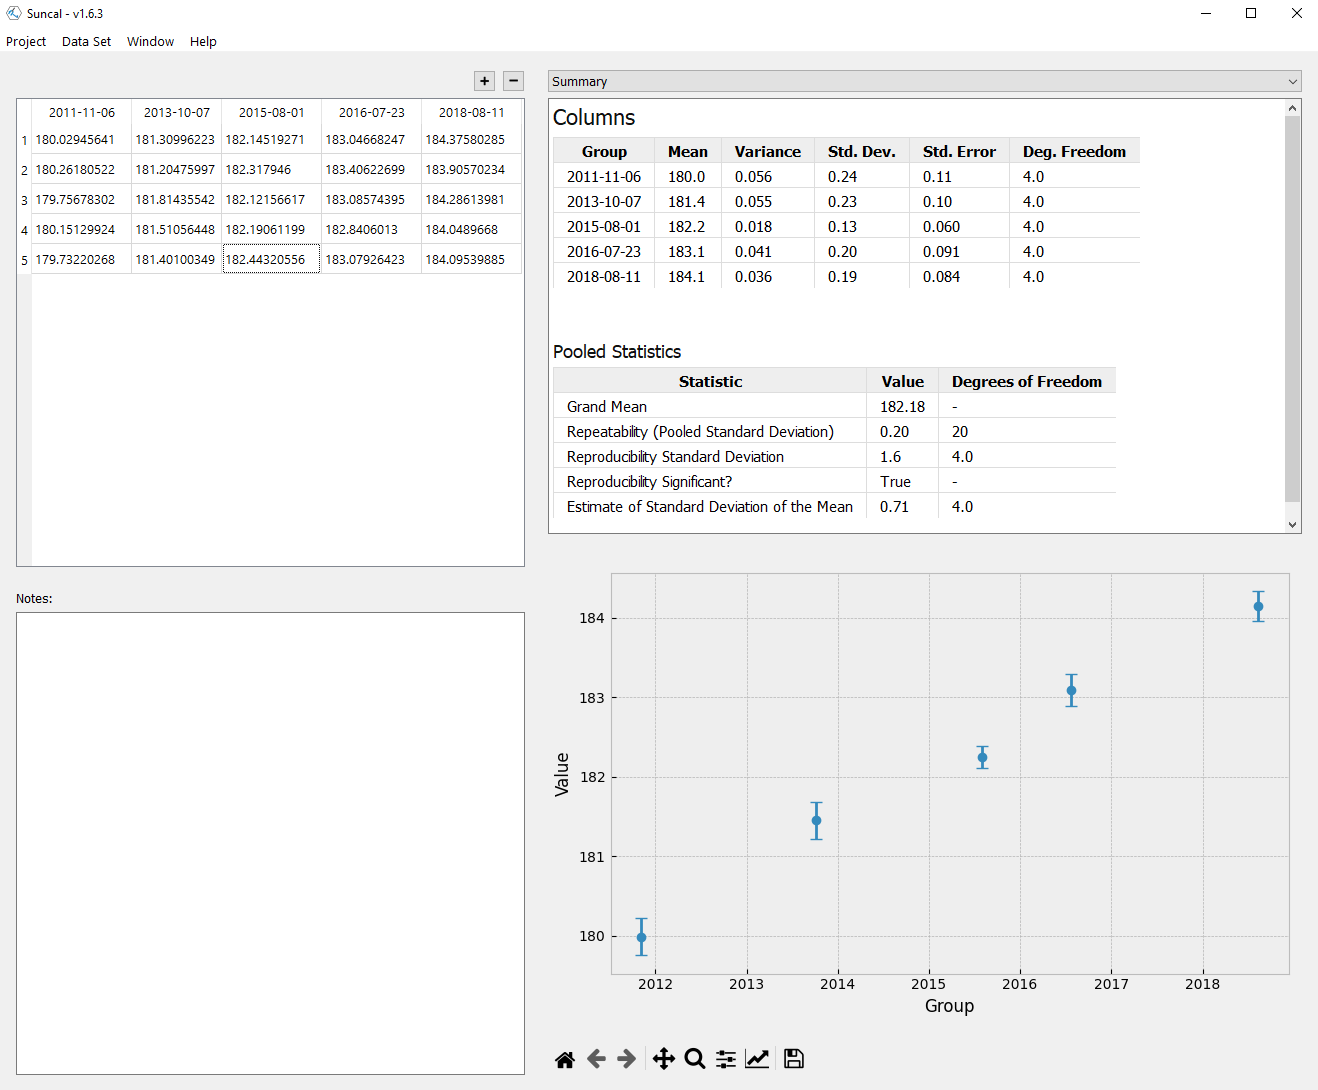 Suncal - v1.6.3
Project Data Set Window Help
+ −
2011-11-06 2013-10-07 2015-08-01 2016-07-23 2018-08-11
1 180.02945641 181.30996223 182.14519271 183.04668247 184.37580285
2 180.26180522 181.20475997 182.317946 183.40622699 183.90570234
3 179.75678302 181.81435542 182.12156617 183.08574395 184.28613981
4 180.15129924 181.51056448 182.19061199 182.8406013 184.0489668
5 179.73220268 181.40100349 182.44320556 183.07926423 184.09539885
Notes:
Summary
Columns
Group Mean Variance Std. Dev. Std. Error Deg. Freedom
2011-11-06 180.0 0.056 0.24 0.11 4.0
2013-10-07 181.4 0.055 0.23 0.10 4.0
2015-08-01 182.2 0.018 0.13 0.060 4.0
2016-07-23 183.1 0.041 0.20 0.091 4.0
2018-08-11 184.1 0.036 0.19 0.084 4.0
Pooled Statistics
Statistic Value Degrees of Freedom
Grand Mean 182.18 -
Repeatability (Pooled Standard Deviation) 0.20 20
Reproducibility Standard Deviation 1.6 4.0
Reproducibility Significant? True -
Estimate of Standard Deviation of the Mean 0.71 4.0
184
183
182
181
180
Value
2012 2013 2014 2015 2016 2017 2018
Group